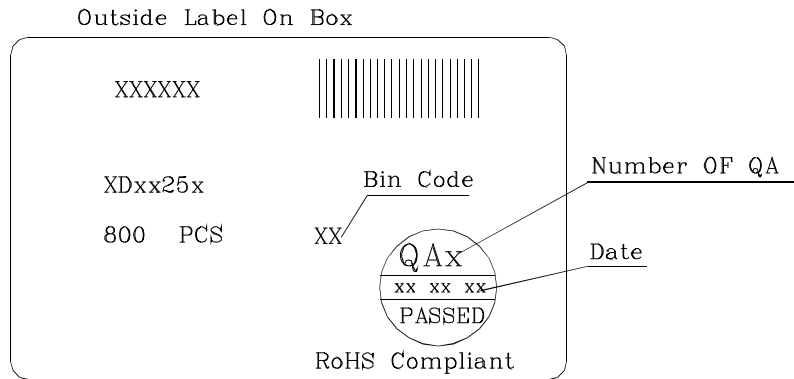 Outside Label On Box
XXXXXX
XDxx25x
Bin Code
Number OF QA
800 PCS
XX
QAx
Date
xx xx xx
PASSED
RoHS Compliant